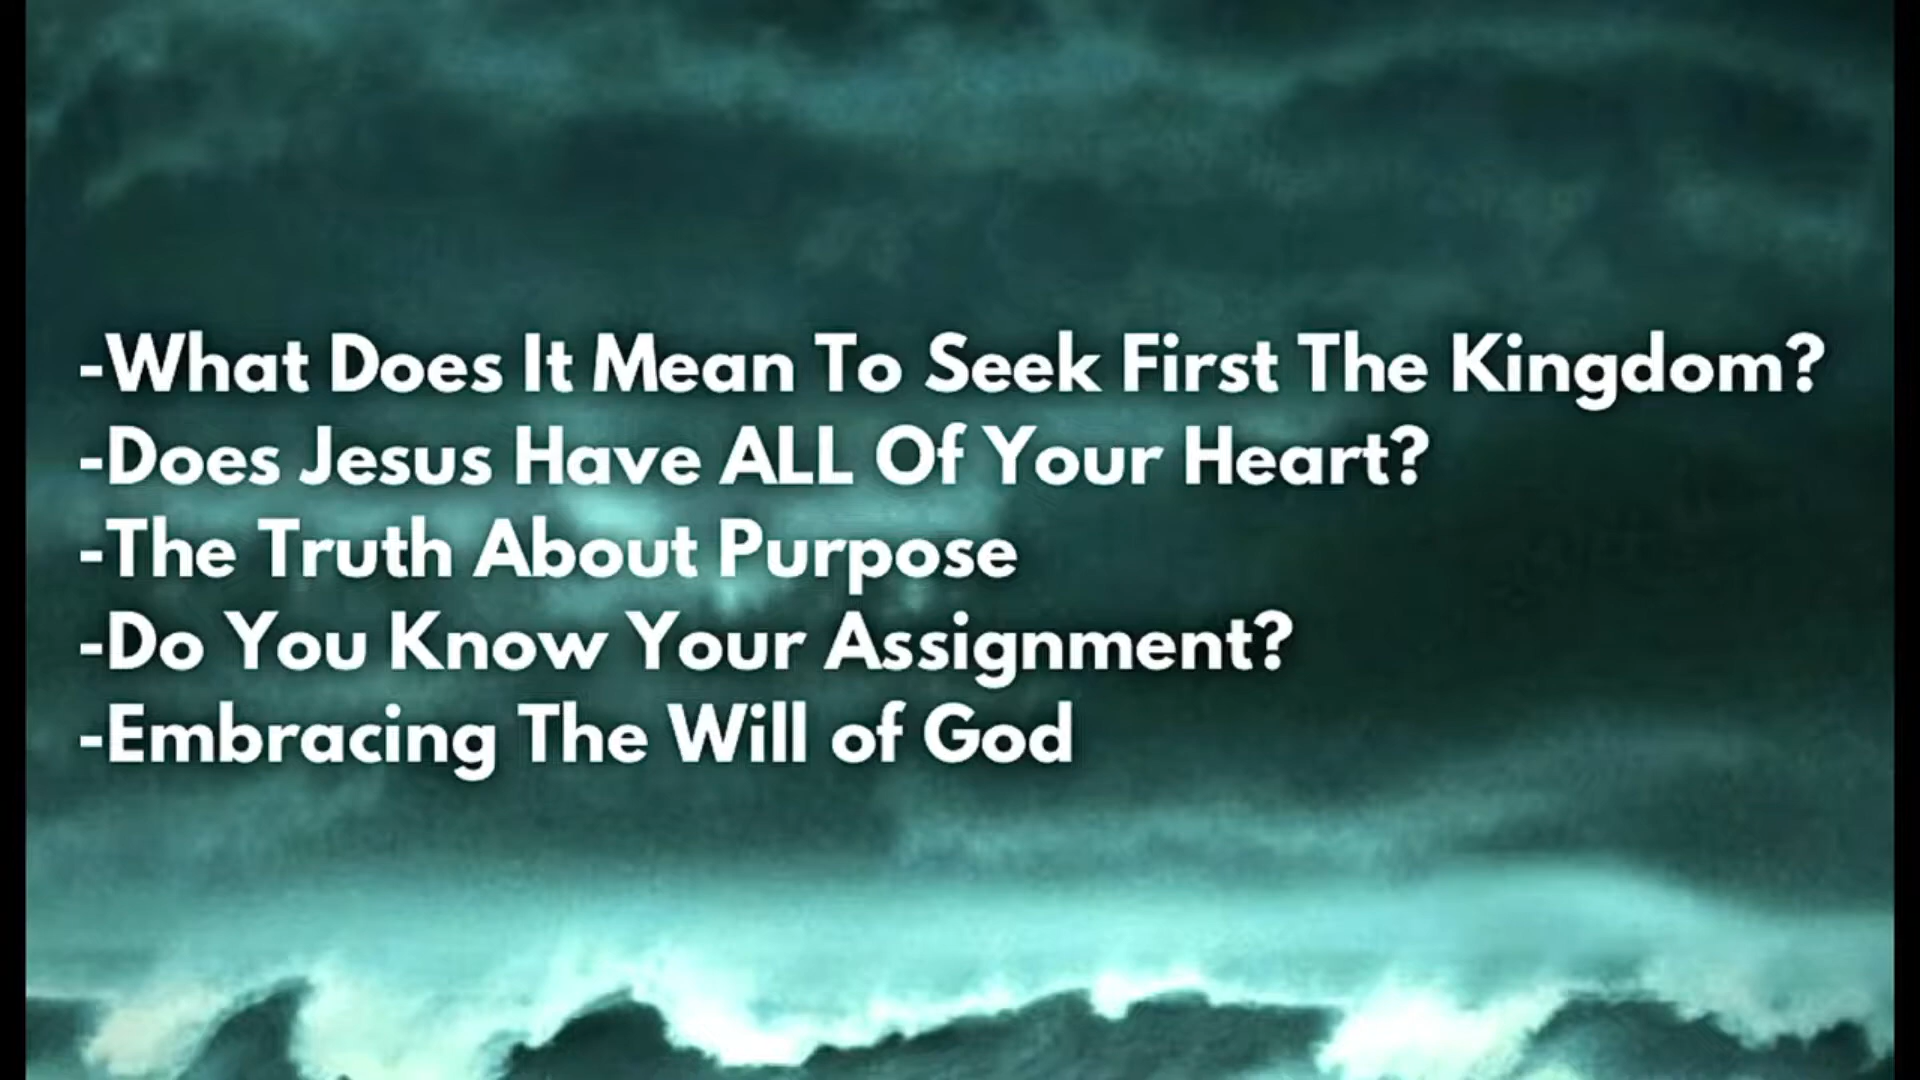 -What Does It Mean To Seek First The Kingdom?
-Does Jesus Have ALL Of Your Heart?
-The Truth About Purpose
-Do You Know Your Assignment?
-Embracing The Will of God